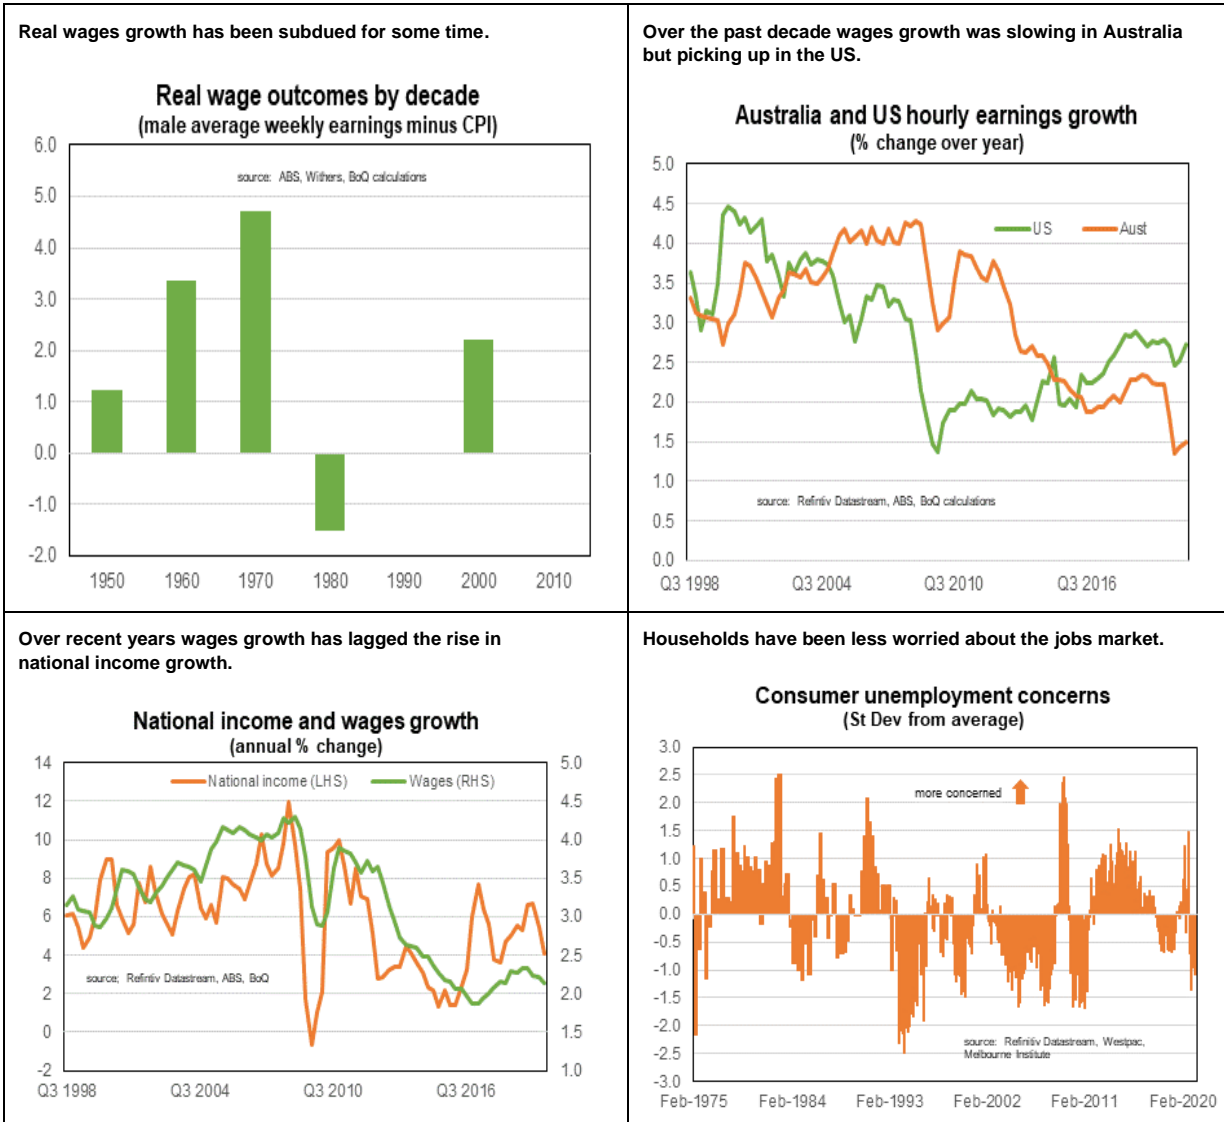 Real wages growth has been subdued for some time.
Real wage outcomes by decade
(male average weekly earnings minus CPI)
6.0
source: ABS, Withers, BoQ calculations
5.0
4.0
3.0
2.0
1.0
0.0
-1.0
-2.0
1950 1960 1970 1980 1990 2000 2010
Over the past decade wages growth was slowing in Australia
but picking up in the US.
Australia and US hourly earnings growth
(% change over year)
5.0
4.5
US Aust
4.0
3.5
3.0
2.5
2.0
1.5
1.0
source: Refintiv Datastream, ABS, BoQ calculations
0.5
0.0
Q3 1998 Q3 2004 Q3 2010 Q3 2016
Over recent years wages growth has lagged the rise in
national income growth.
National income and wages growth
(annual % change)
14 5.0
National income (LHS) Wages (RHS)
12 4.5
10 4.0
8 3.5
6 3.0
4 2.5
source; Refintiv Datastream, ABS, BoQ
2 2.0
0 1.5
-2 1.0
Q3 1998 Q3 2004 Q3 2010 Q3 2016
Households have been less worried about the jobs market.
Consumer unemployment concerns
(St Dev from average)
3.0
2.5
more concerned
2.0
1.5
1.0
0.5
0.0
-0.5
-1.0
-1.5
-2.0
source: Refinitiv Datastream, Westpac,
Melbourne Institute
-2.5
-3.0
Feb-1975 Feb-1984 Feb-1993 Feb-2002 Feb-2011 Feb-2020